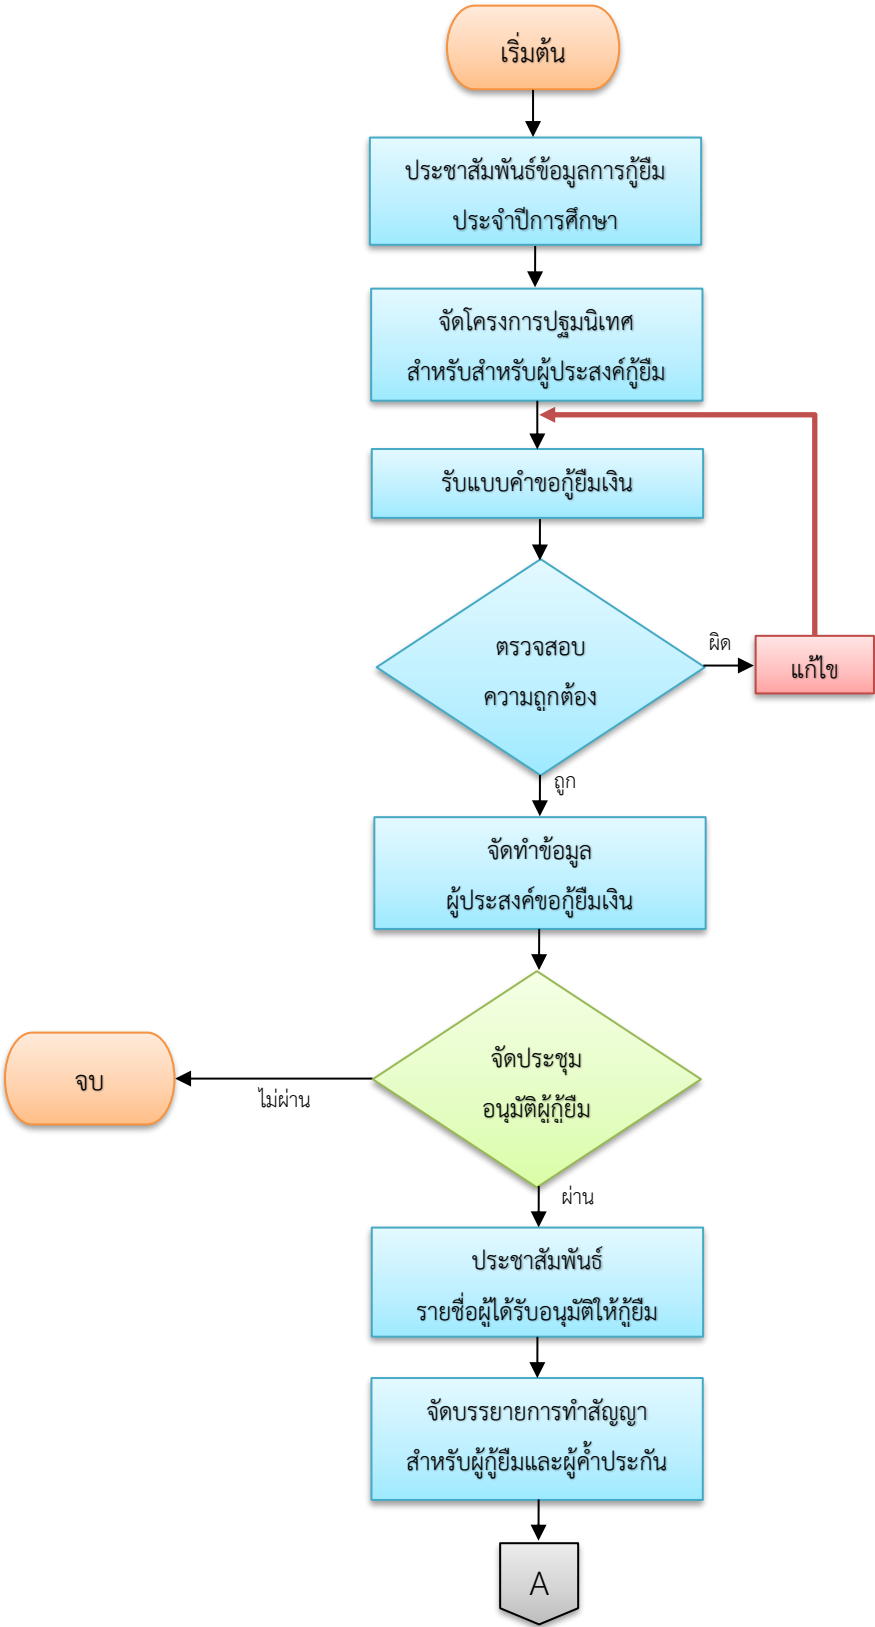 เริ่มต้น
ประชาสัมพันธ์ข้อมูลการกู้ยืม
ประจำปีการศึกษา
จัดโครงการปฐมนิเทศ
สำหรับสำหรับผู้ประสงค์กู้ยืม
รับแบบคำขอกู้ยืมเงิน
ตรวจสอบ
ความถูกต้อง
ผิด
แก้ไข
ถูก
จัดทำข้อมูล
ผู้ประสงค์ขอกู้ยืมเงิน
จัดประชุม
อนุมัติผู้กู้ยืม
ไม่ผ่าน
จบ
ผ่าน
ประชาสัมพันธ์
รายชื่อผู้ได้รับอนุมัติให้กู้ยืม
จัดบรรยายการทำสัญญา
สำหรับผู้กู้ยืมและผู้ค้ำประกัน
A